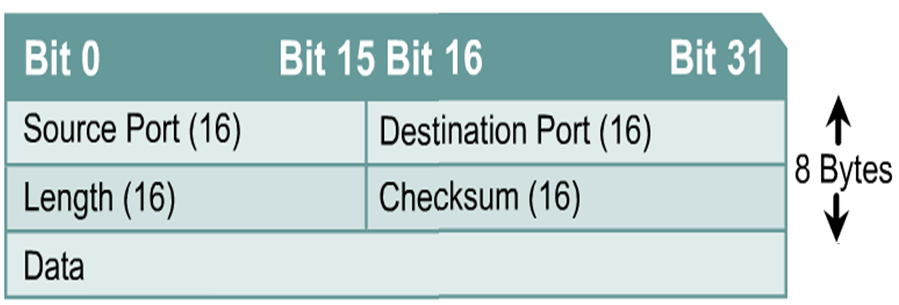 Bit 0 Bit 15 Bit 16 Bit 31
Source Port (16) Destination Port (16)
Length (16) Checksum (16)
8 Bytes
Data